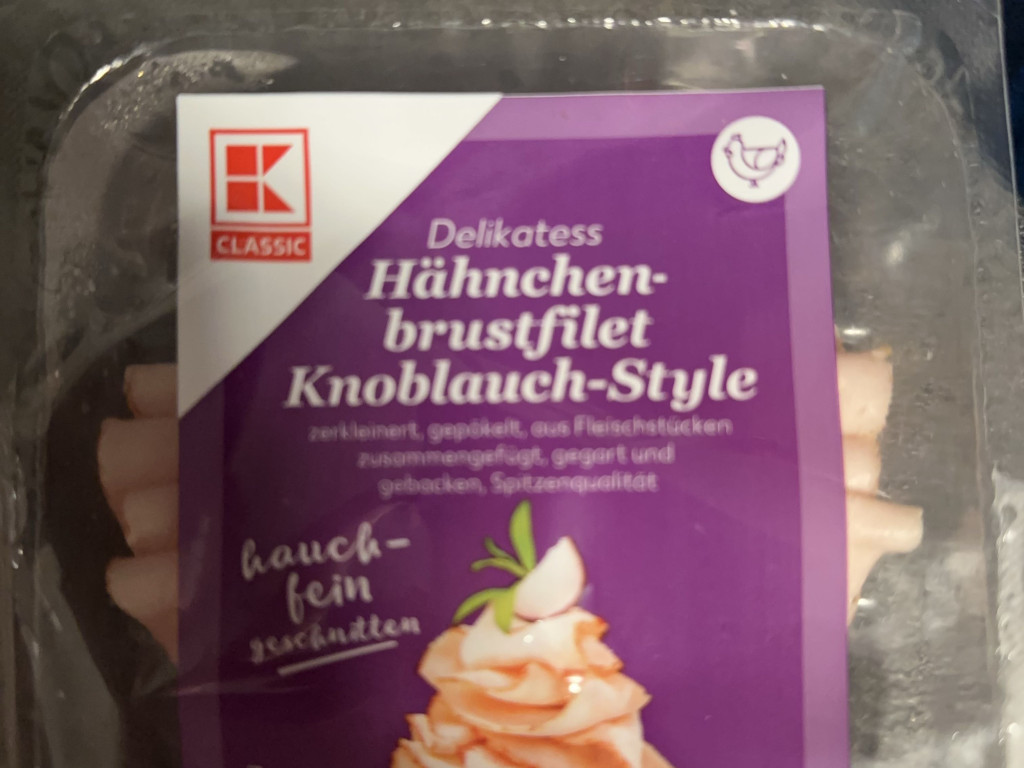 K
CLASSIC
Delikatess
Hähnchen-
brustfilet
Knoblauch-Style
zerkleinert, gepökelt, aus Fleischstücken
zusammengefügt, gegart und
gebacken, Spitzenqualität
hauch-
fein
geschnitten